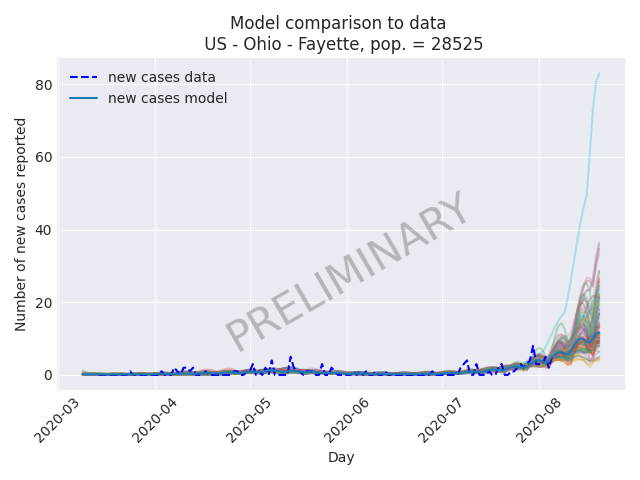 Model comparison to data
US - Ohio - Fayette, pop. = 28525
new cases data
new cases model
PRELIMINARY
Number of new cases reported
80
60
40
20
0
2020-03
2020-04
2020-05
2020-06
2020-07
2020-08
Day